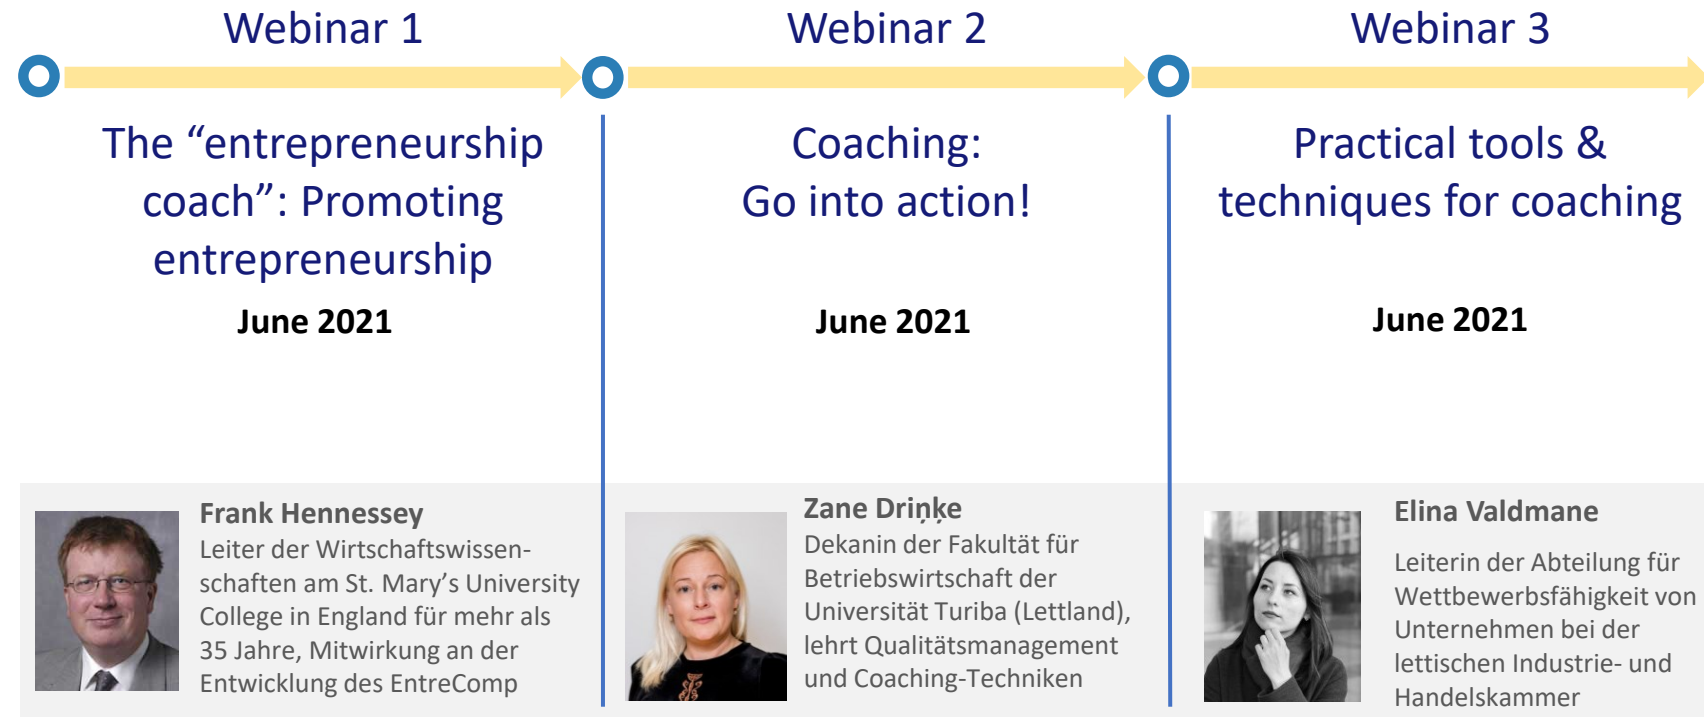 Webinar 1
The “entrepreneurship
coach”: Promoting
entrepreneurship
June 2021
Frank Hennessey
Leiter der Wirtschaftswissen-
schaften am St. Mary’s University
College in England für mehr als
35 Jahre, Mitwirkung an der
Entwicklung des EntreComp
Webinar 2
Coaching:
Go into action!
June 2021
Zane Driņķe
Dekanin der Fakultät für
Betriebswirtschaft der
Universität Turiba (Lettland),
lehrt Qualitätsmanagement
und Coaching-Techniken
Webinar 3
Practical tools &
techniques for coaching
June 2021
Elina Valdmane
Leiterin der Abteilung für
Wettbewerbsfähigkeit von
Unternehmen bei der
lettischen Industrie- und
Handelskammer